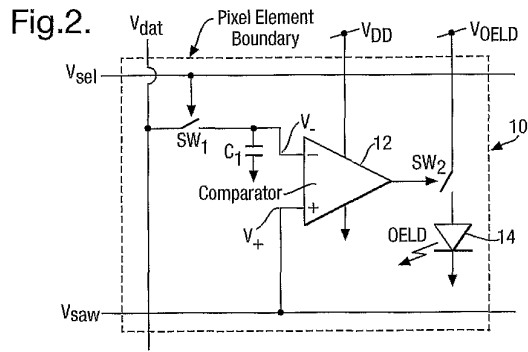 Fig.2.
Vdat
Pixel Element
Boundary
VDD
VOELD
Vsel
SW1
C1
V-
12
10
SW2
Comparator
−
+
V+
OELD
14
Vsaw